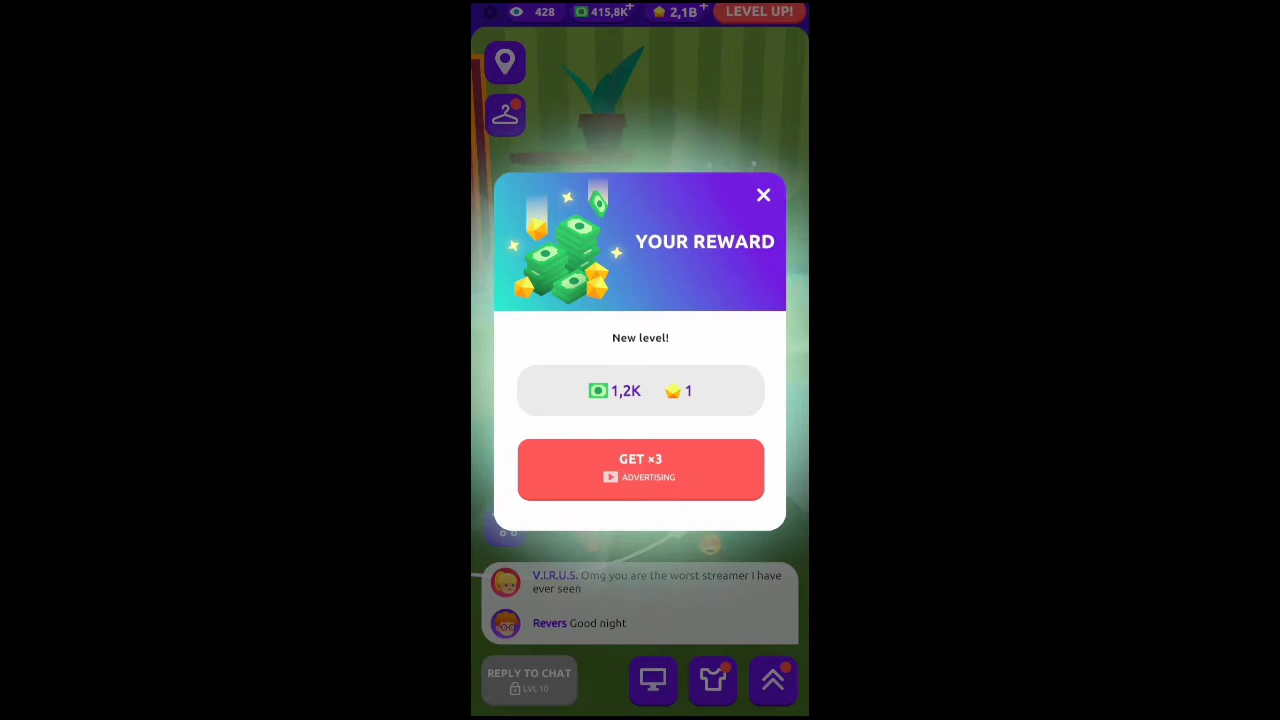 428 415,8K+ 2,1B+ LEVEL UP!
YOUR REWARD
New level!
1,2K 1
GET ×3
ADVERTISING
V.I.R.U.S. Omg you are the worst streamer I have
ever seen
Revers Good night
REPLY TO CHAT
LVL 10